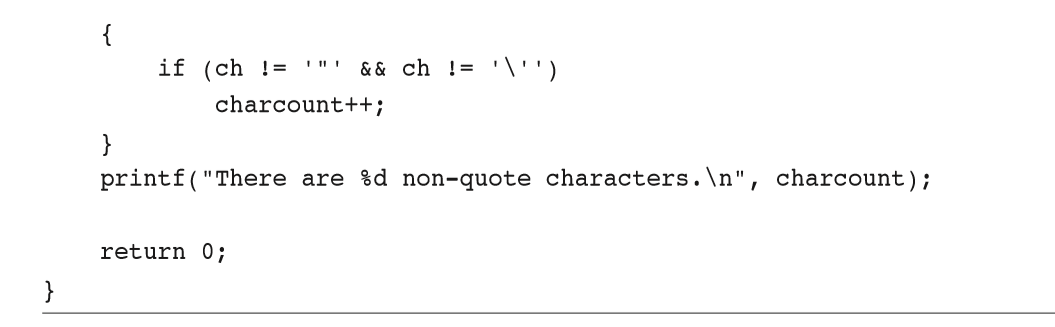 {
if (ch != '"' && ch != '\'')
charcount++;
}
printf("There are %d non-quote characters.\n", charcount);
return 0;
}